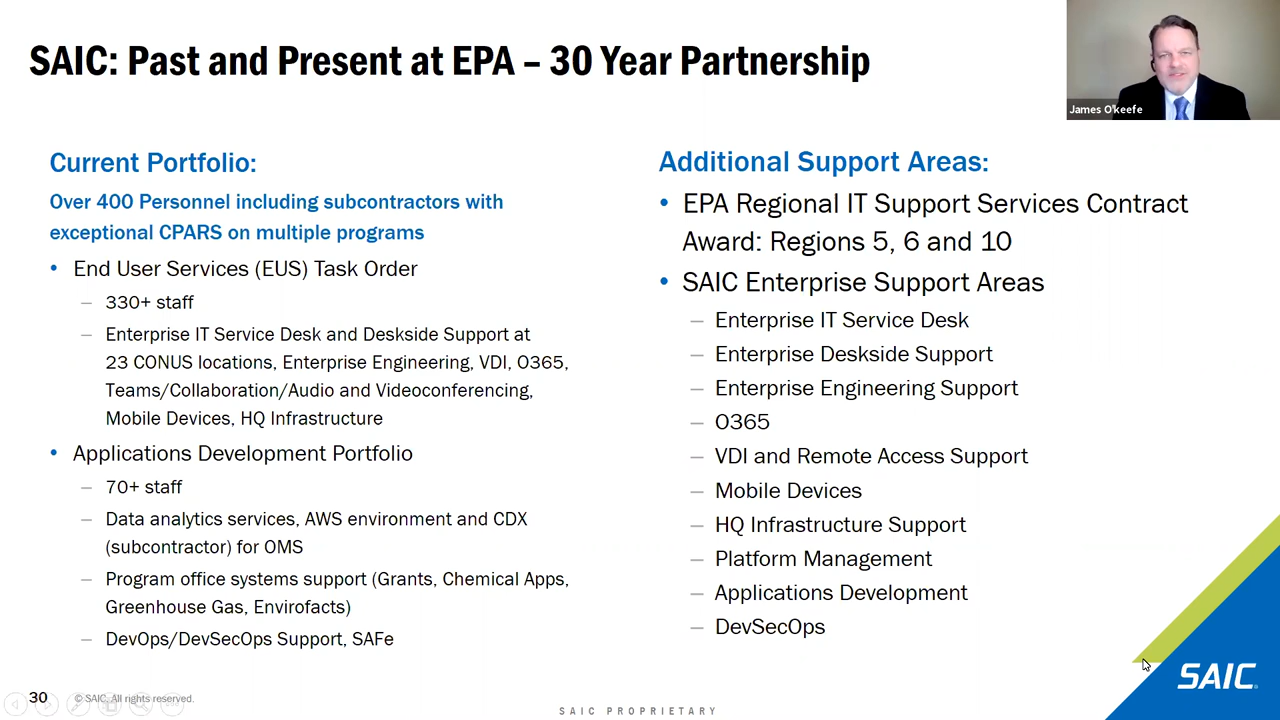 SAIC: Past and Present at EPA – 30 Year Partnership
James O'keefe
Current Portfolio:
Over 400 Personnel including subcontractors with
exceptional CPARS on multiple programs
• End User Services (EUS) Task Order
– 330+ staff
– Enterprise IT Service Desk and Deskside Support at
23 CONUS locations, Enterprise Engineering, VDI, O365,
Teams/Collaboration/Audio and Videoconferencing,
Mobile Devices, HQ Infrastructure
• Applications Development Portfolio
– 70+ staff
– Data analytics services, AWS environment and CDX
(subcontractor) for OMS
– Program office systems support (Grants, Chemical Apps,
Greenhouse Gas, Envirofacts)
– DevOps/DevSecOps Support, SAFe
Additional Support Areas:
• EPA Regional IT Support Services Contract
Award: Regions 5, 6 and 10
• SAIC Enterprise Support Areas
– Enterprise IT Service Desk
– Enterprise Deskside Support
– Enterprise Engineering Support
– O365
– VDI and Remote Access Support
– Mobile Devices
– HQ Infrastructure Support
– Platform Management
– Applications Development
– DevSecOps
SAIC.
30
© SAIC. All rights reserved.
SAIC PROPRIETARY